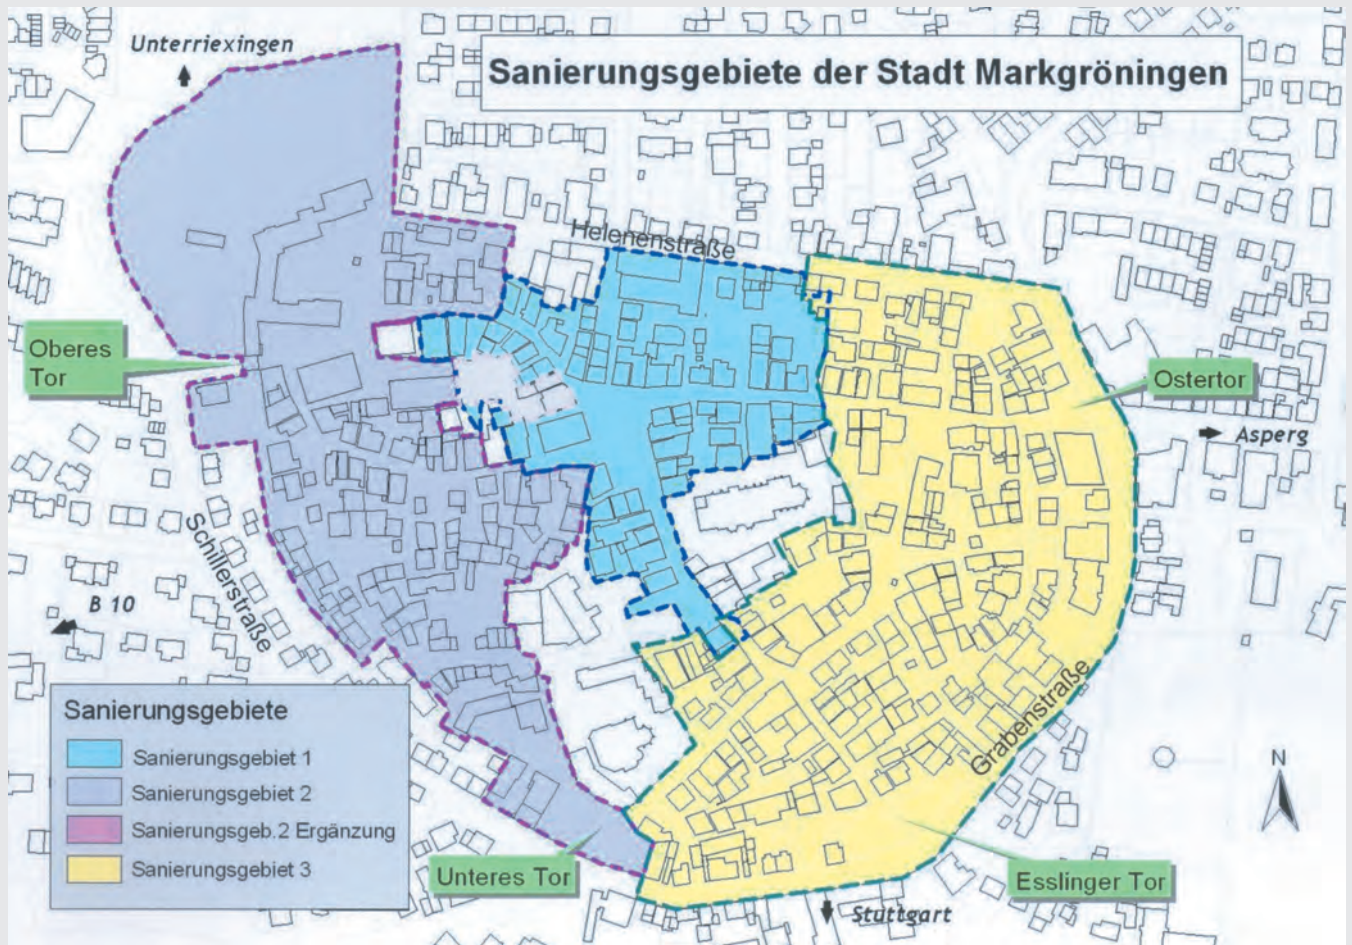 Unterriexingen
Sanierungsgebiete der Stadt Markgröningen
Helenenstraße
Oberes
Tor
Ostertor
Asperg
Schillerstraße
B 10
Grabenstraße
Sanierungsgebiete
Sanierungsgebiet 1
Sanierungsgebiet 2
Sanierungsgeb.2 Ergänzung
Sanierungsgebiet 3
N
Unteres Tor
Esslinger Tor
Stuttgart